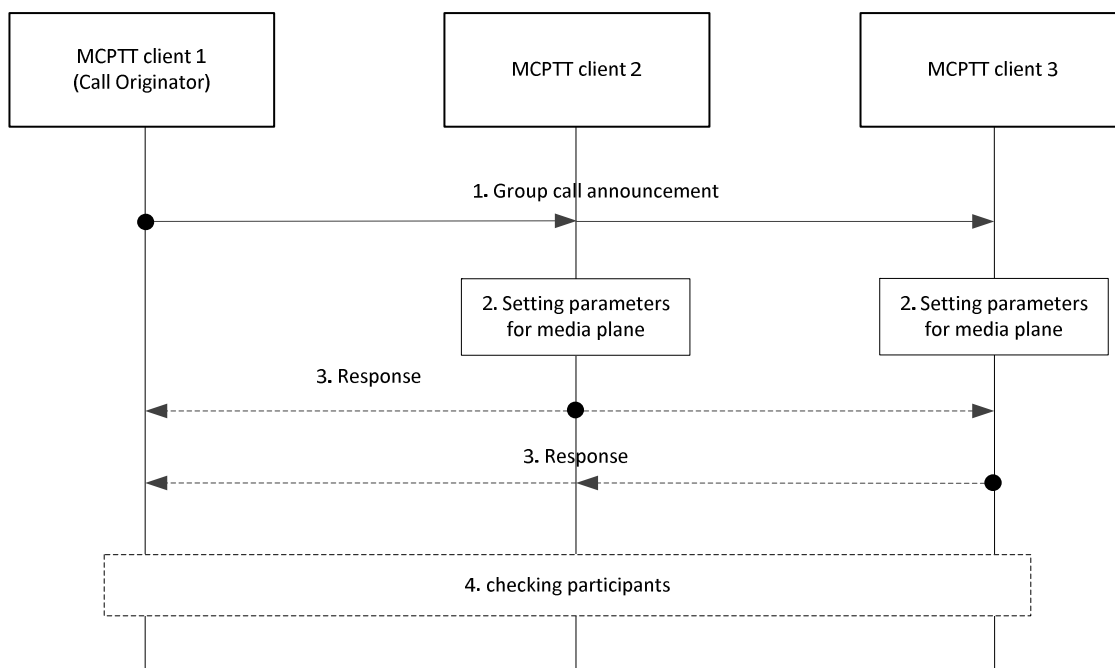 MCPTT client 1
(Call Originator)
MCPTT client 2
MCPTT client 3
1. Group call announcement
2. Setting parameters
for media plane
2. Setting parameters
for media plane
3. Response
3. Response
4. checking participants